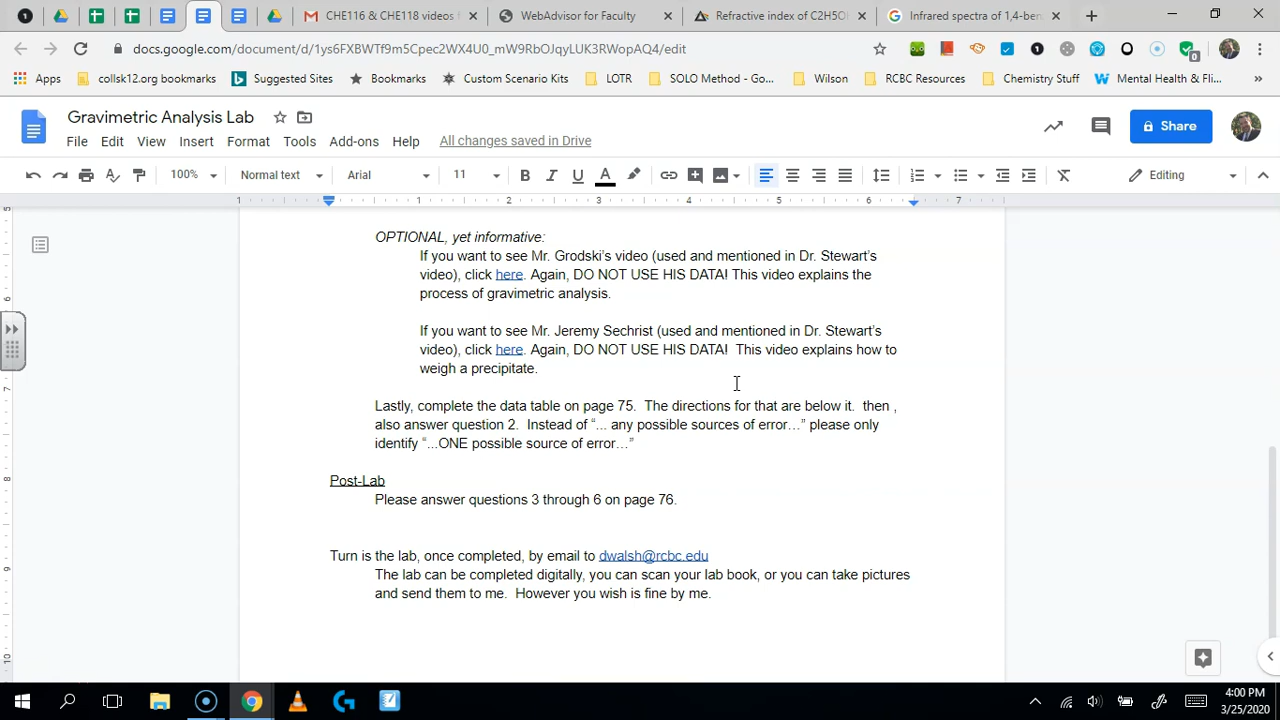 CHE116 & CHE118 videos f
WebAdvisor for Faculty
Refractive index of C2H5Oh
Infrared spectra of 1,4-ben
docs.google.com/document/d/1ys6FXBWTf9m5Cpec2WX4U0_mW9RbOJqyLUK3RWopAQ4/edit
Apps
collsk12.org bookmarks
Suggested Sites
Bookmarks
Custom Scenario Kits
LOTR
SOLO Method - Go...
Wilson
RCBC Resources
Chemistry Stuff
Mental Health & Fli...
Gravimetric Analysis Lab
Share
File Edit View Insert Format Tools Add-ons Help All changes saved in Drive
100% Normal text Arial 11 Editing
1 1 2 3 4 5 6 7
OPTIONAL, yet informative:
If you want to see Mr. Grodski's video (used and mentioned in Dr. Stewart's
video), click here. Again, DO NOT USE HIS DATA! This video explains the
process of gravimetric analysis.
If you want to see Mr. Jeremy Sechrist (used and mentioned in Dr. Stewart's
video), click here. Again, DO NOT USE HIS DATA! This video explains how to
weigh a precipitate.
Lastly, complete the data table on page 75. The directions for that are below it. then ,
also answer question 2. Instead of “... any possible sources of error…” please only
identify “...ONE possible source of error…”
Post-Lab
Please answer questions 3 through 6 on page 76.
Turn is the lab, once completed, by email to dwalsh@rcbc.edu
The lab can be completed digitally, you can scan your lab book, or you can take pictures
and send them to me. However you wish is fine by me.
4:00 PM
3/25/2020